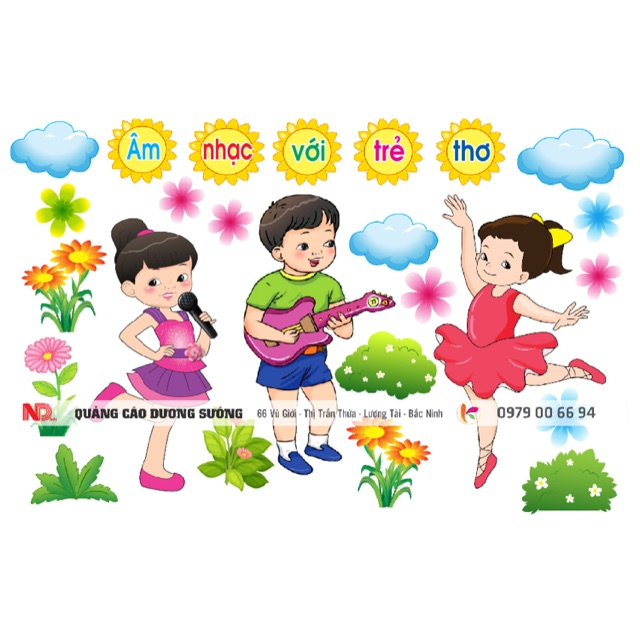 Âm nhạc với trẻ thơ
QUẢNG CÁO DƯƠNG SƯỚNG 66 Vũ Giới - Thị Trấn Thứa - Lương Tài - Bắc Ninh 0979 00 66 94